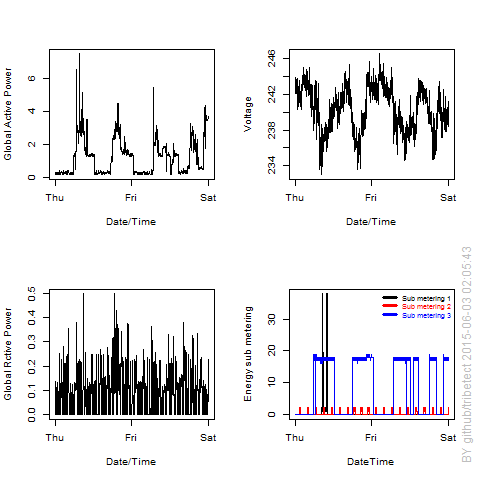 Global Active Power
6
4
2
0
Thu Fri Sat
Date/Time
Voltage
246
242
238
234
Thu Fri Sat
Date/Time
Global Rctive Power
0.5
0.4
0.3
0.2
0.1
0.0
Thu Fri Sat
Date/Time
Energy sub metering
30
20
10
0
Sub metering 1
Sub metering 2
Sub metering 3
Thu Fri Sat
Date/Time
BY github/fribetect 2015-06-03 02:05:43